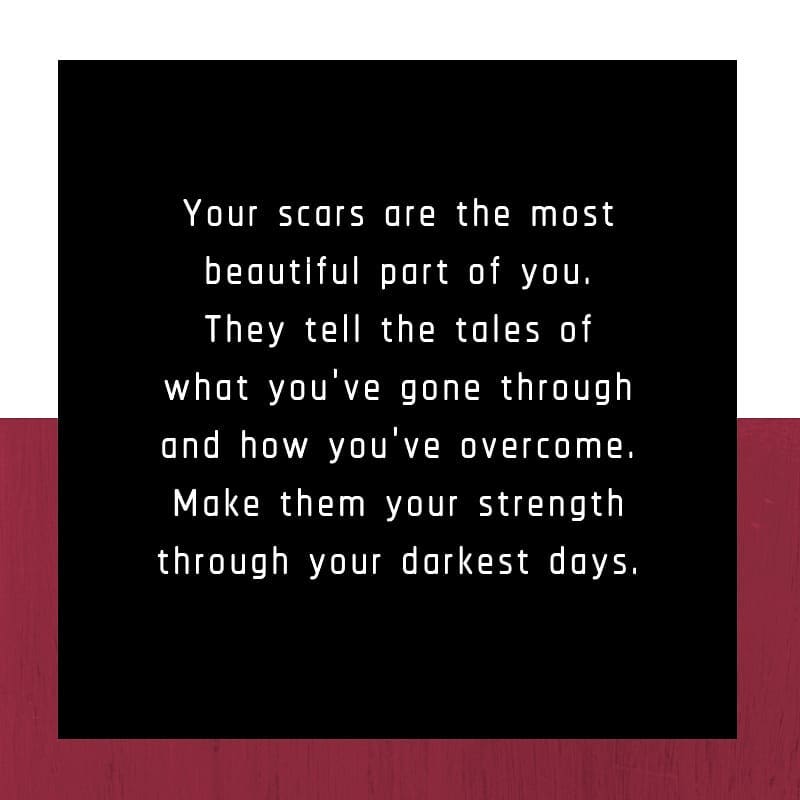 Your scars are the most
beautiful part of you.
They tell the tales of
what you've gone through
and how you've overcome.
Make them your strength
through your darkest days.